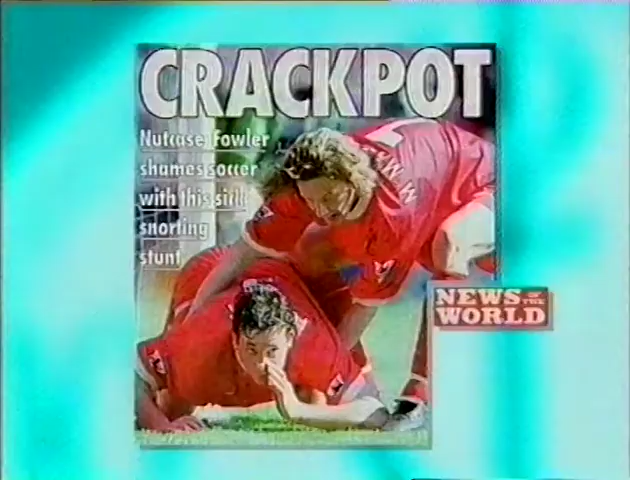 CRACKPOT
Nutcase Fowler
shames soccer
with this sick
snorting
stunt
NEWS OF THE
WORLD